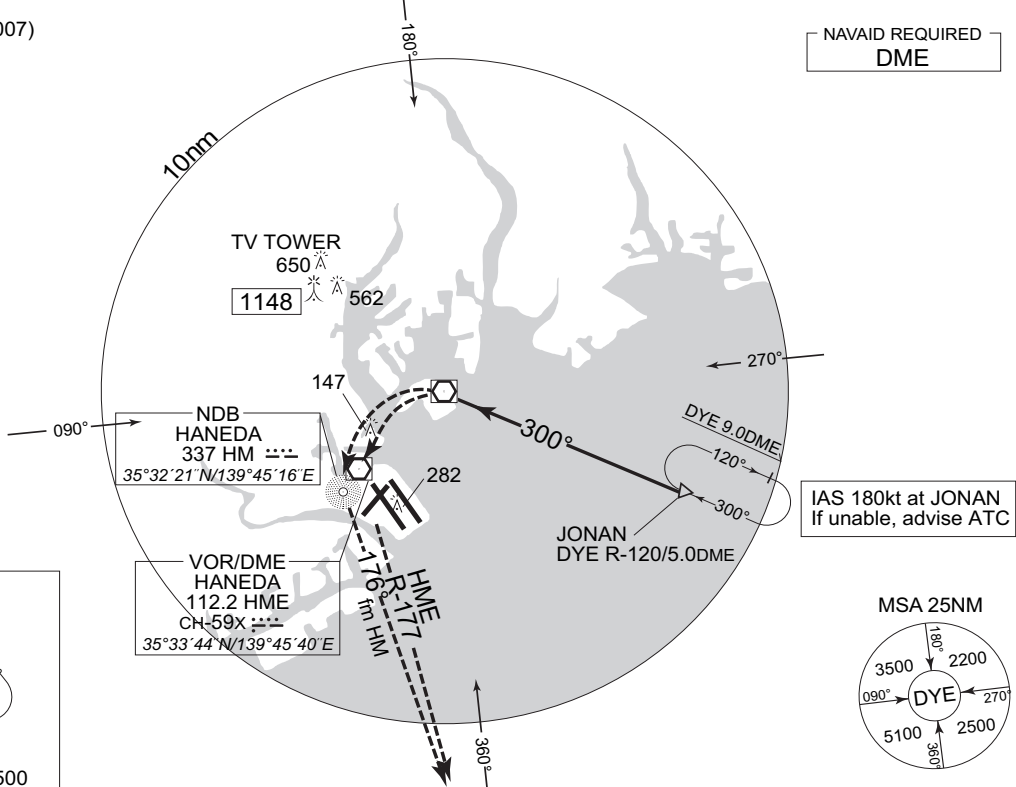 007)
180°
NAVAID REQUIRED
DME
10nm
TV TOWER
650
1148
562
147
270°
090°
NDB
HANEDA
337 HM
35°32´21¨N/139°45´16¨E
300°
DYE 9.0DME
120°
300°
282
IAS 180kt at JONAN
If unable, advise ATC
JONAN
DYE R-120/5.0DME
VOR/DME
HANEDA
112.2 HME
CH-59X
35°33´44¨N/139°45´40¨E
176°
fm HM
HME
R-177
360°
MSA 25NM
180°
3500
2200
090°
DYE
270°
5100
2500
360°
500